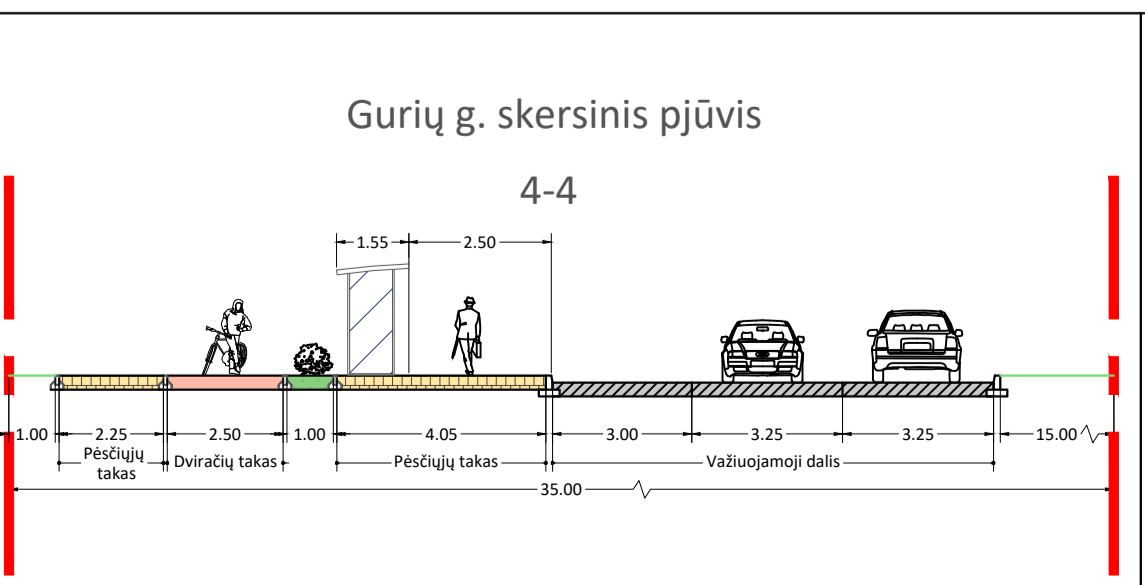 Gurių g. skersinis pjūvis
4-4
1.55 2.50
1.00 2.25 2.50 1.00 4.05 3.00 3.25 3.25 15.00
Pėsčiųjų takas Dviračių takas Pėsčiųjų takas Važiuojamoji dalis
35.00